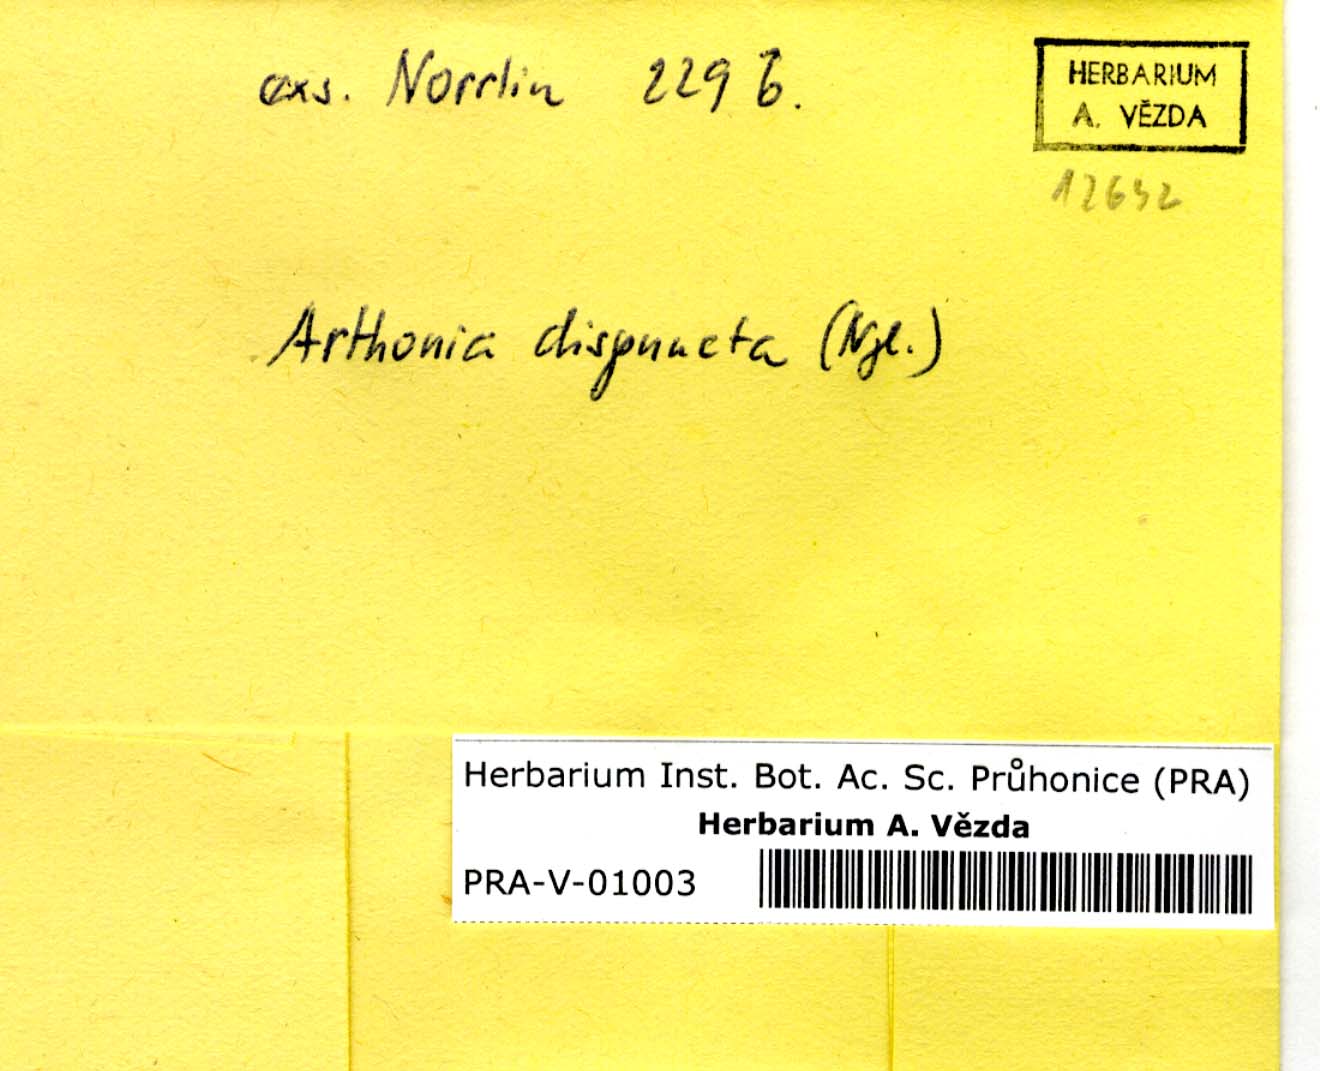 exs. Norrlin 229 b.
HERBARIUM
A. VĚZDA
12642
Arthonia dispuncta (Nyl.)
Herbarium Inst. Bot. Ac. Sc. Průhonice (PRA)
Herbarium A. Vězda
PRA-V-01003